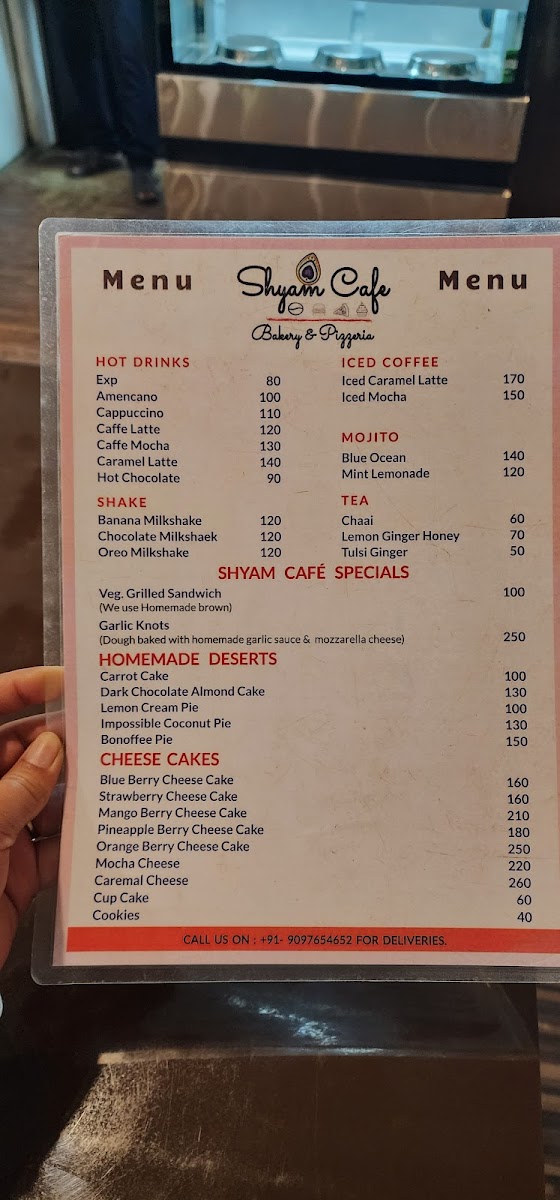 Menu
Shyam Cafe
Menu
Bakery & Pizzeria
HOT DRINKS
Exp 80
Amencano 100
Cappuccino 110
Caffe Latte 120
Caffe Mocha 130
Caramel Latte 140
Hot Chocolate 90
ICED COFFEE
Iced Caramel Latte 170
Iced Mocha 150
MOJITO
Blue Ocean 140
Mint Lemonade 120
SHAKE
Banana Milkshake 120
Chocolate Milkshaek 120
Oreo Milkshake 120
TEA
Chaai 60
Lemon Ginger Honey 70
Tulsi Ginger 50
SHYAM CAFÉ SPECIALS
Veg. Grilled Sandwich 100
(We use Homemade brown)
Garlic Knots
(Dough baked with homemade garlic sauce & mozzarella cheese) 250
HOMEMADE DESERTS
Carrot Cake 100
Dark Chocolate Almond Cake 130
Lemon Cream Pie 100
Impossible Coconut Pie 130
Bonoffee Pie 150
CHEESE CAKES
Blue Berry Cheese Cake 160
Strawberry Cheese Cake 160
Mango Berry Cheese Cake 210
Pineapple Berry Cheese Cake 180
Orange Berry Cheese Cake 250
Mocha Cheese 220
Caremal Cheese 260
Cup Cake 60
Cookies 40
CALL US ON : +91- 9097654652 FOR DELIVERIES.